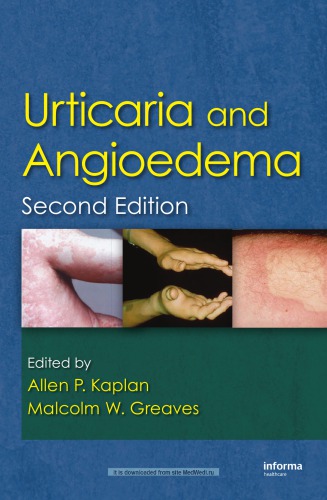 Urticaria and
Angioedema
Second Edition
Edited by
Allen P. Kaplan
Malcolm W. Greaves
informa
healthcare
It is downloaded from site MedWedi.ru